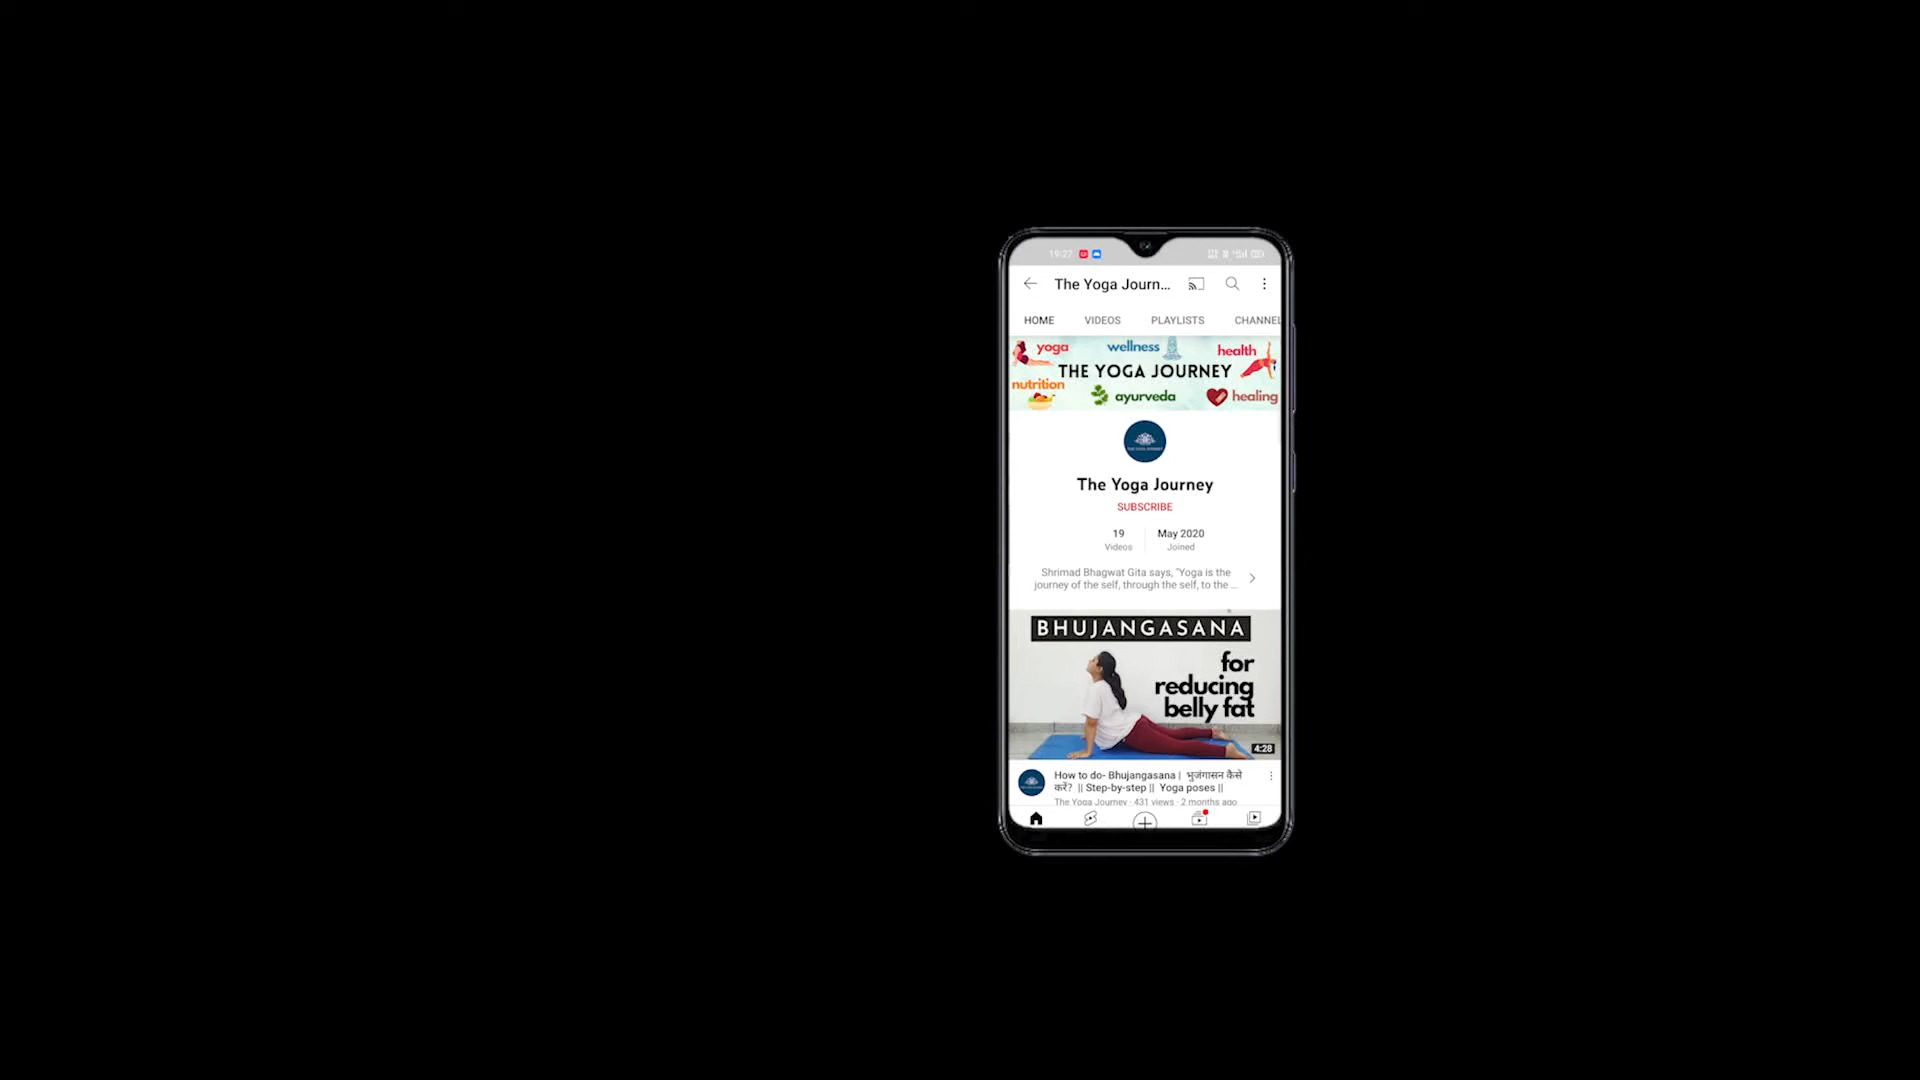 19:27
The Yoga Journ...
HOME VIDEOS PLAYLISTS CHANNEL
yoga wellness health
THE YOGA JOURNEY
nutrition ayurveda healing
The Yoga Journey
SUBSCRIBE
19 May 2020
Videos Joined
Shrimad Bhagwat Gita says, "Yoga is the
journey of the self, through the self, to the ...
BHUJANGASANA
for
reducing
belly fat
4:28
How to do- Bhujangasana | भुजंगासन कैसे
करें? || Step-by-step || Yoga poses ||
The Yoga Journey · 431 views · 2 months ago